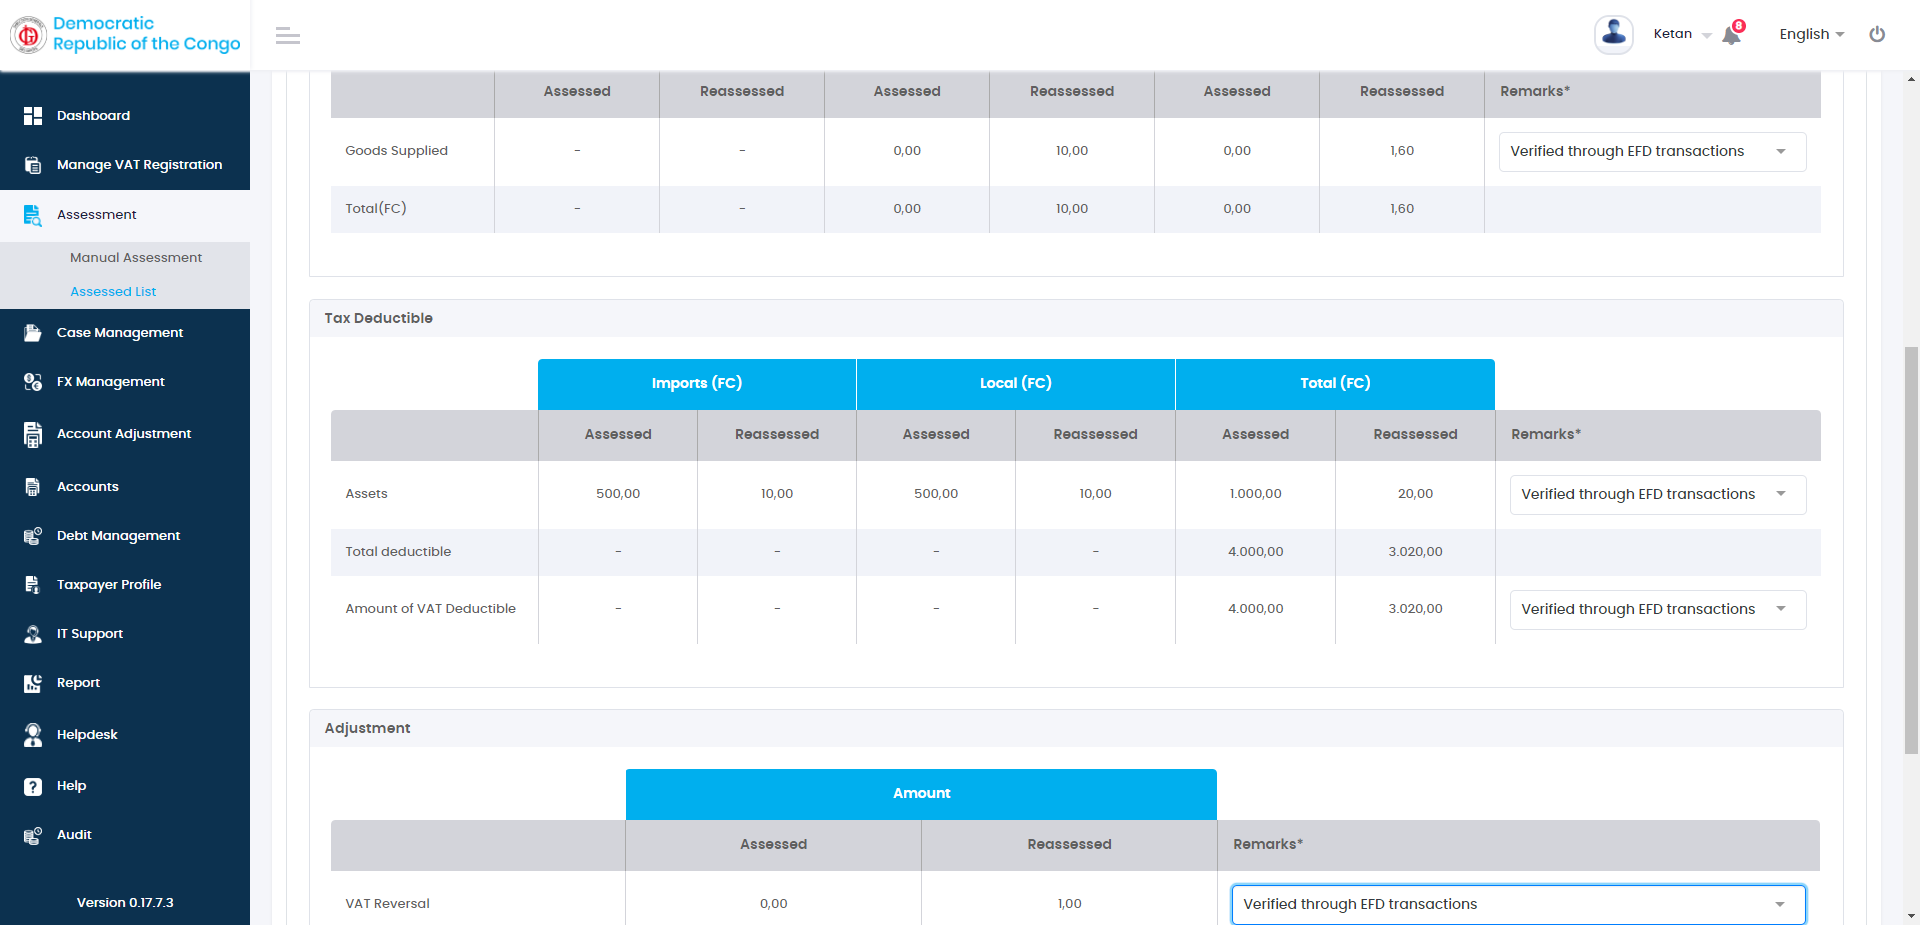 Democratic
Republic of the Congo
Ketan
8
English
Dashboard
Manage VAT Registration
Assessment
Manual Assessment
Assessed List
Case Management
FX Management
Account Adjustment
Accounts
Debt Management
Taxpayer Profile
IT Support
Report
Helpdesk
Help
Audit
Version 0.17.7.3
Assessed Reassessed Assessed Reassessed Assessed Reassessed Remarks*
Goods Supplied - - 0,00 10,00 0,00 1,60 Verified through EFD transactions
Total(FC) - - 0,00 10,00 0,00 1,60
Tax Deductible
Imports (FC) Local (FC) Total (FC)
Assessed Reassessed Assessed Reassessed Assessed Reassessed Remarks*
Assets 500,00 10,00 500,00 10,00 1.000,00 20,00 Verified through EFD transactions
Total deductible - - - - 4.000,00 3.020,00
Amount of VAT Deductible - - - - 4.000,00 3.020,00 Verified through EFD transactions
Adjustment
Amount
Assessed Reassessed Remarks*
VAT Reversal 0,00 1,00 Verified through EFD transactions